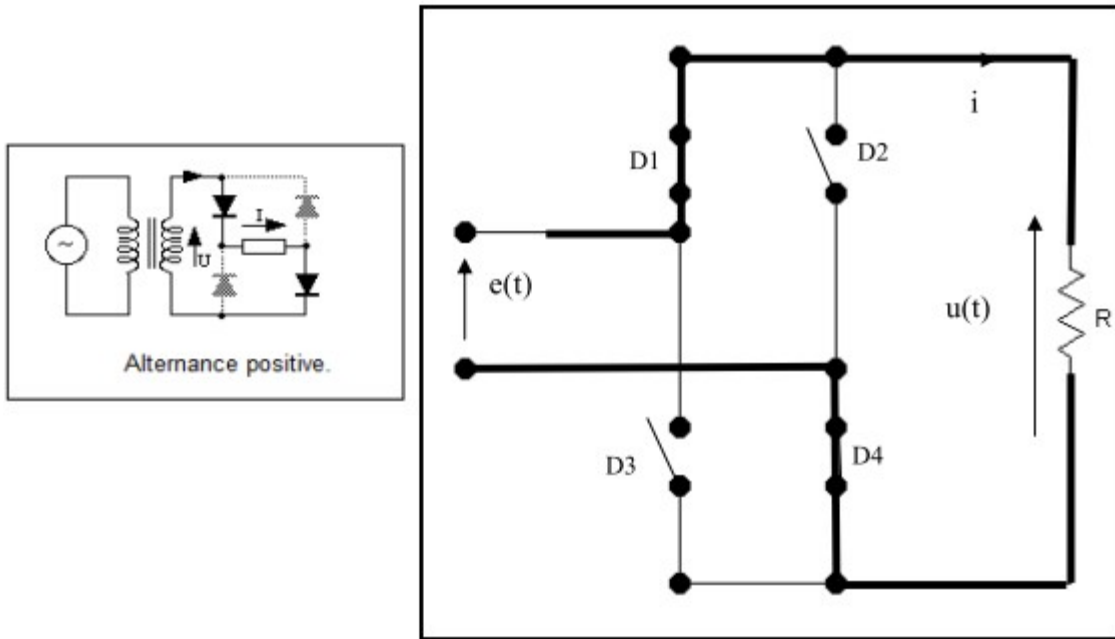 ~
I
U
Alternance positive.
i
D1
D2
e(t)
u(t)
R
D3
D4